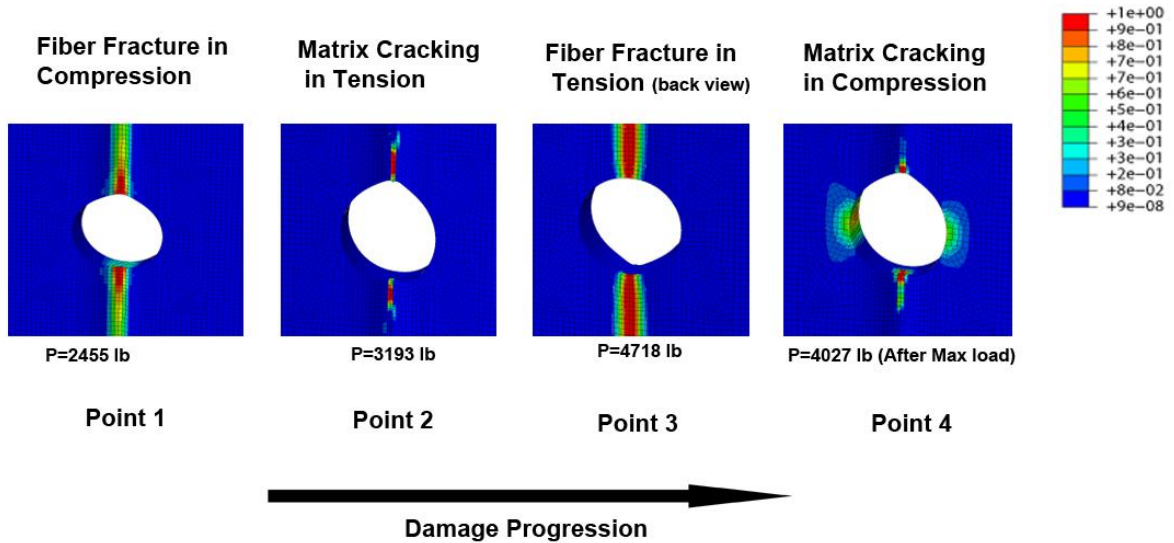 Fiber Fracture in
Compression
Matrix Cracking
in Tension
Fiber Fracture in
Tension (back view)
Matrix Cracking
in Compression
+1e+00
+9e-01
+8e-01
+7e-01
+7e-01
+6e-01
+5e-01
+4e-01
+3e-01
+2e-01
+8e-02
+9e-08
P=2455 lb
P=3193 lb
P=4718 lb
P=4027 lb (After Max load)
Point 1
Point 2
Point 3
Point 4
Damage Progression